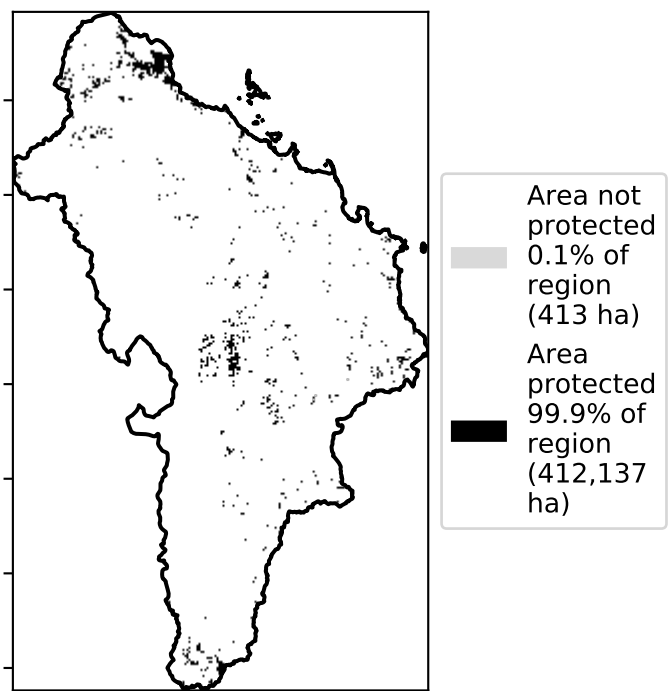 Area not
protected
0.1% of
region
(413 ha)
Area
protected
99.9% of
region
(412,137
ha)